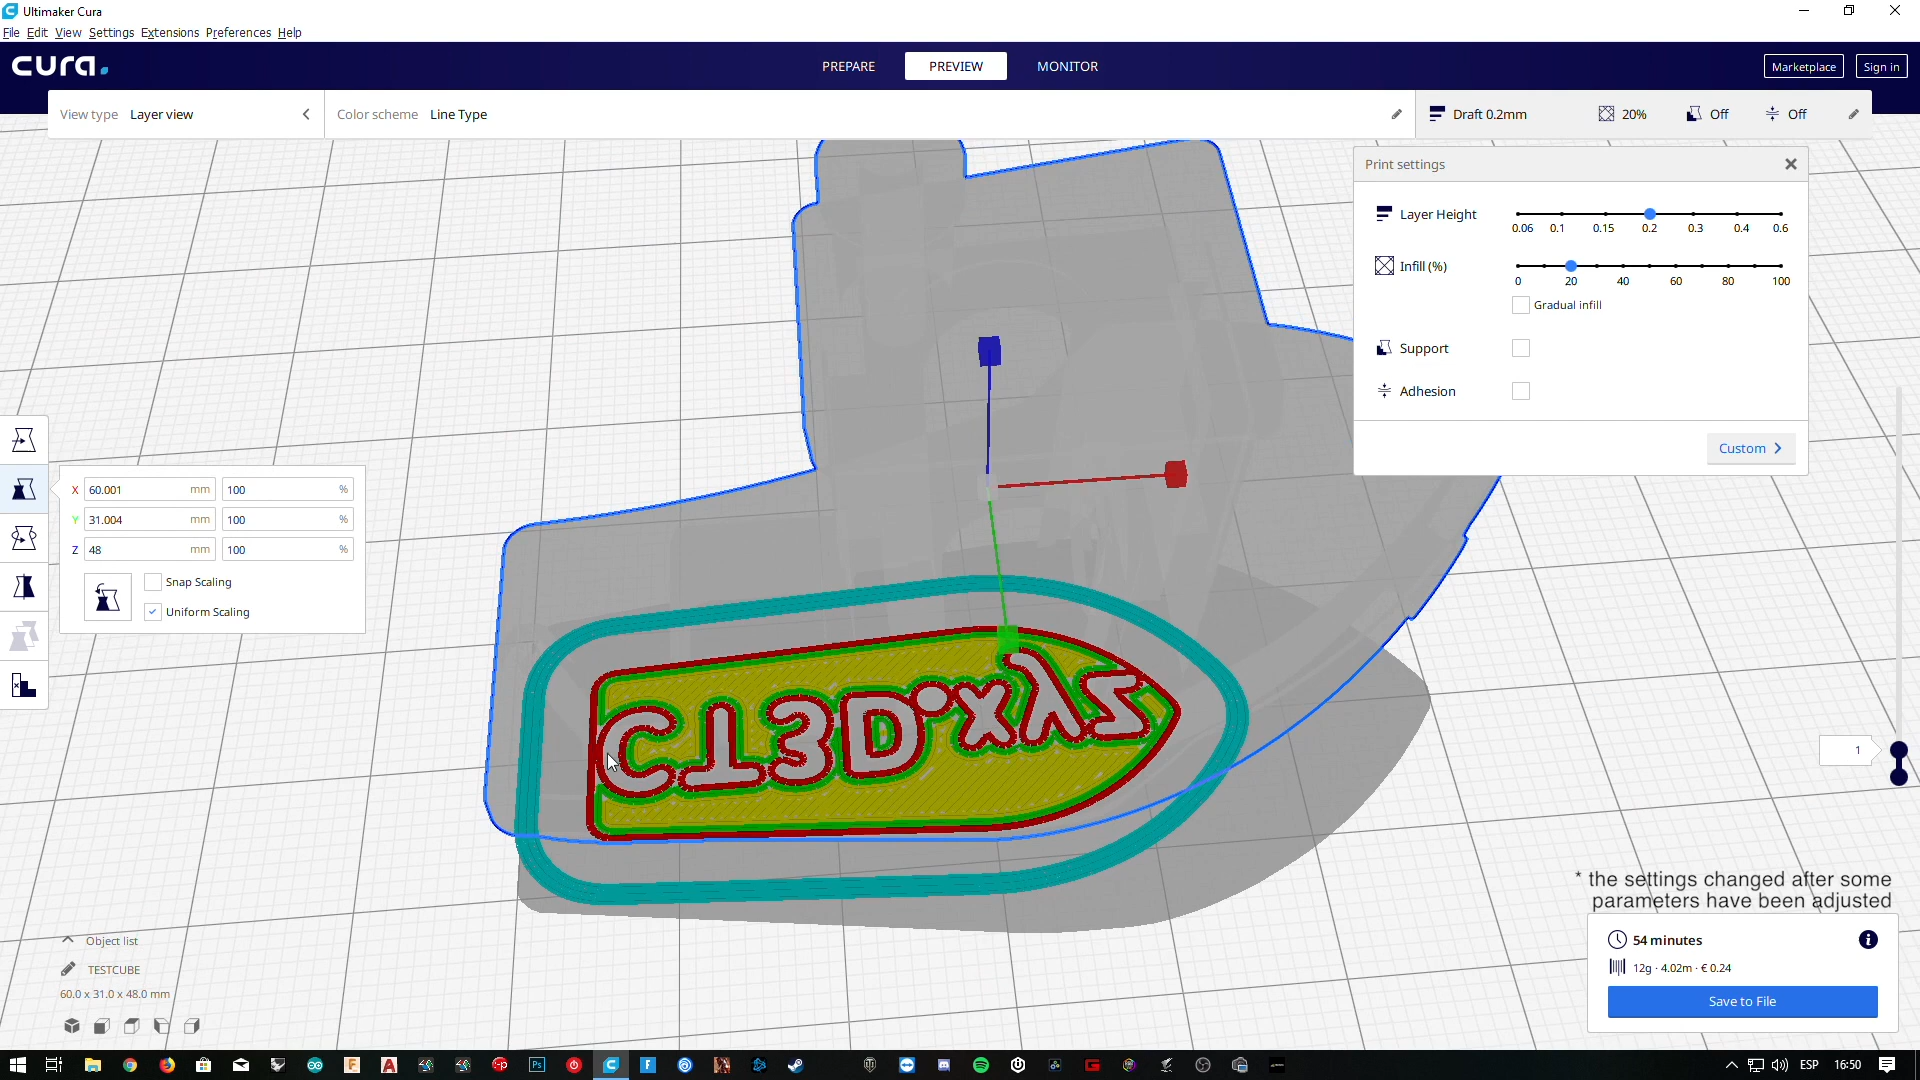 Ultimaker Cura
File Edit View Settings Extensions Preferences Help
cura.
PREPARE PREVIEW MONITOR
Marketplace Sign in
View type Layer view
Color scheme Line Type
Draft 0.2mm 20% Off Off
Print settings
Layer Height
0.06 0.1 0.15 0.2 0.3 0.4 0.6
Infill (%)
0 20 40 60 80 100
Gradual infill
Support
Adhesion
Custom
X 60.001 mm 100 %
Y 31.004 mm 100 %
Z 48 mm 100 %
Snap Scaling
Uniform Scaling
1
* the settings changed after some
parameters have been adjusted
54 minutes
12g · 4.02m · € 0.24
Save to File
Object list
TESTCUBE
60.0 x 31.0 x 48.0 mm
ESP 16:50